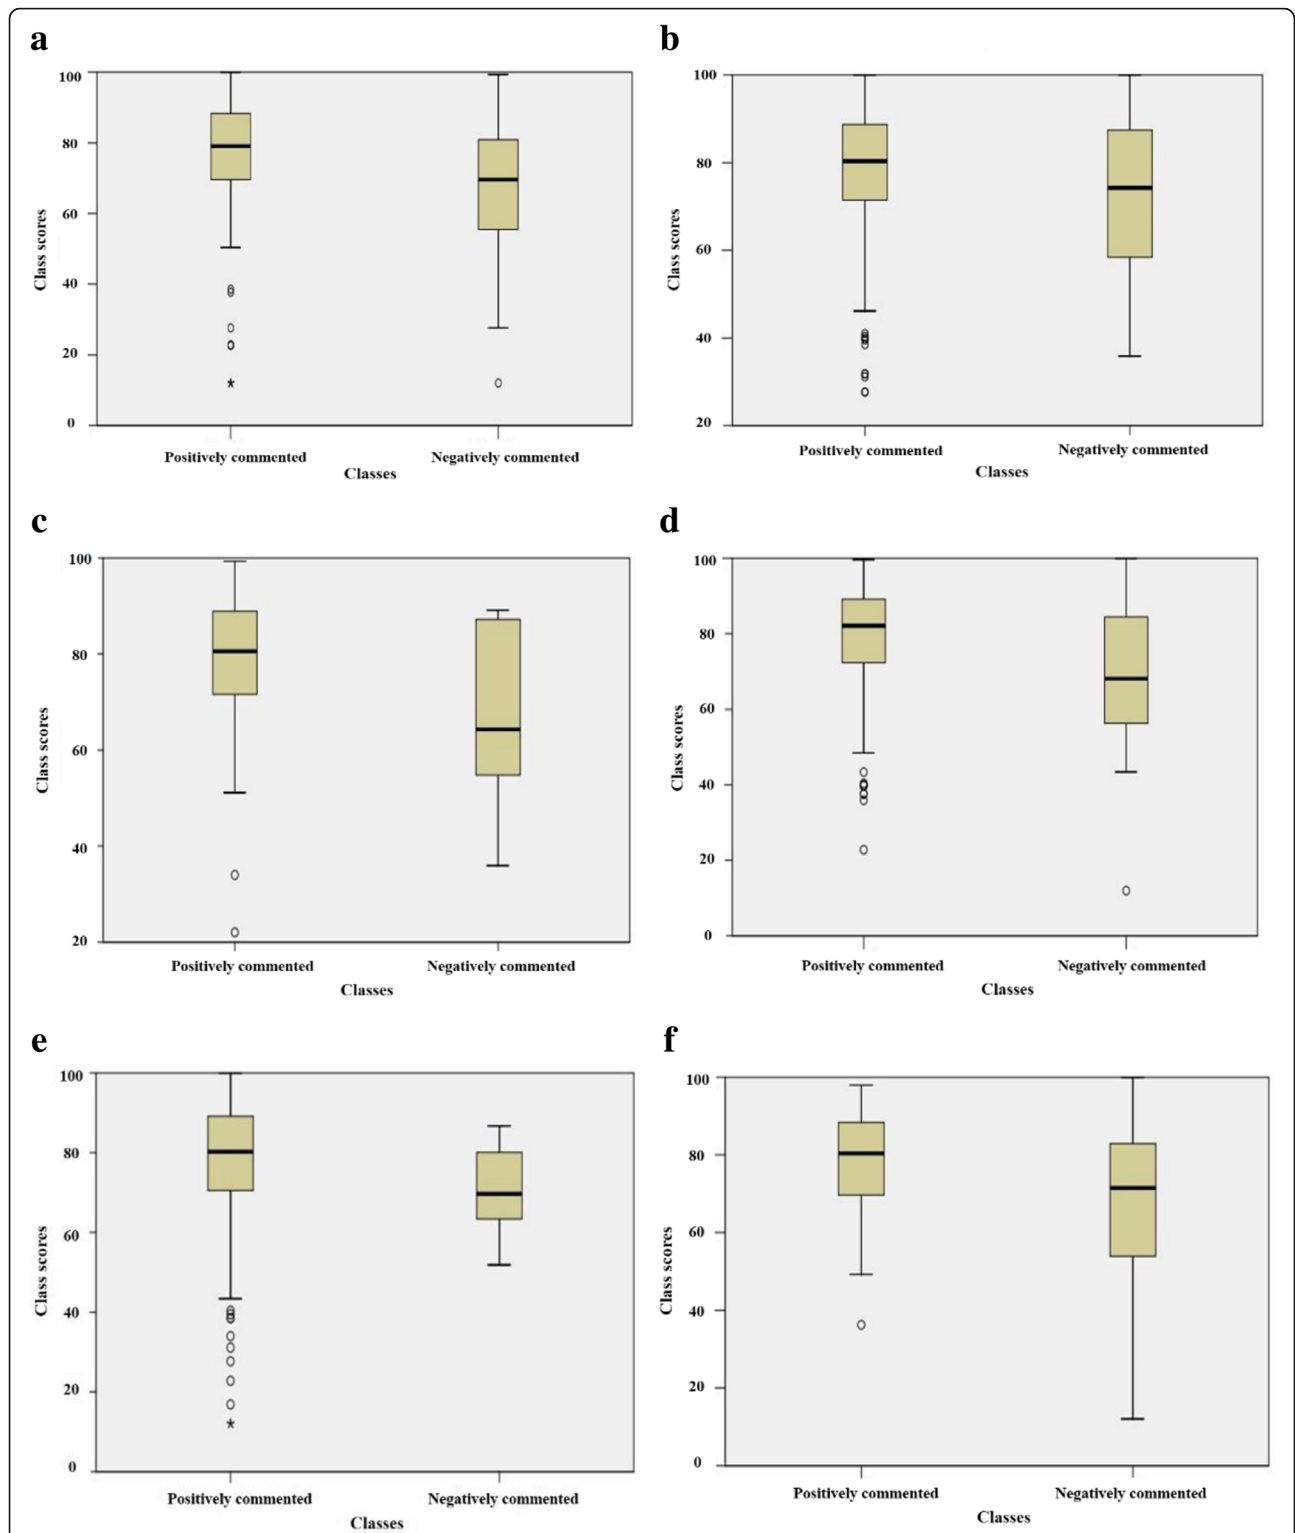 a
100
80
60
40
20
0
Class scores
Positively commented
Negatively commented
Classes
b
100
80
60
40
20
Class scores
Positively commented
Negatively commented
Classes
c
100
80
60
40
20
Class scores
Positively commented
Negatively commented
Classes
d
100
80
60
40
20
0
Class scores
Positively commented
Negatively commented
Classes
e
100
80
60
40
20
0
Class scores
Positively commented
Negatively commented
Classes
f
100
80
60
40
20
0
Class scores
Positively commented
Negatively commented
Classes